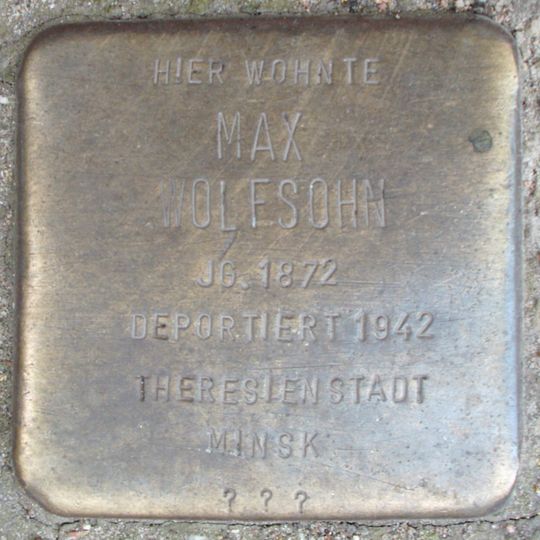 HIER WOHNTE
MAX
WOLFSOHN
JG. 1872
DEPORTIERT 1942
THERESIENSTADT
MINSK
? ? ?